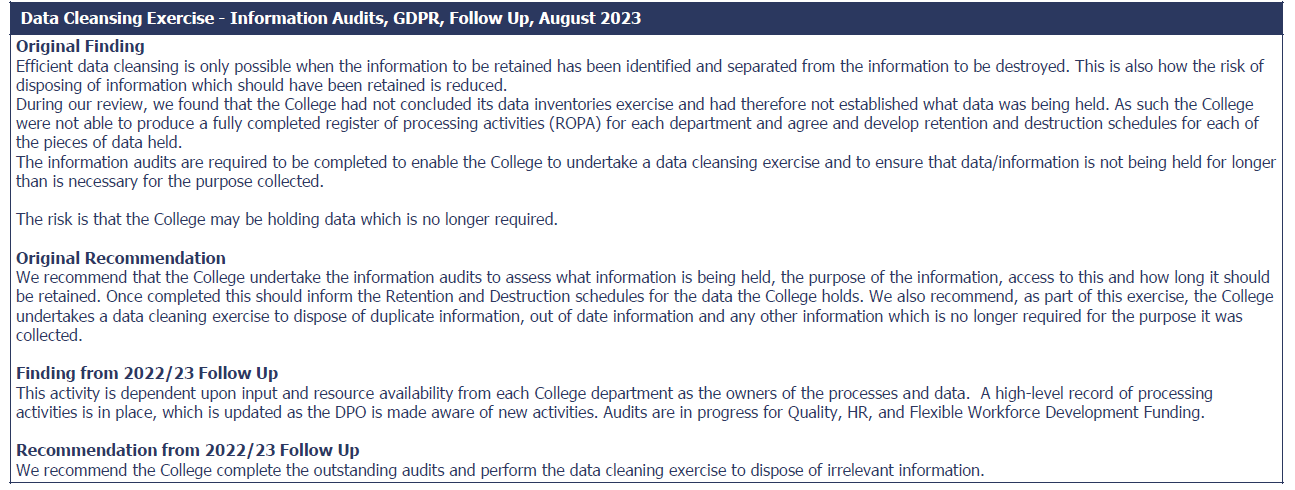 Data Cleansing Exercise - Information Audits, GDPR, Follow Up, August 2023
Original Finding
Efficient data cleansing is only possible when the information to be retained has been identified and separated from the information to be destroyed. This is also how the risk of
disposing of information which should have been retained is reduced.
During our review, we found that the College had not concluded its data inventories exercise and had therefore not established what data was being held. As such the College
were not able to produce a fully completed register of processing activities (ROPA) for each department and agree and develop retention and destruction schedules for each of
the pieces of data held.
The information audits are required to be completed to enable the College to undertake a data cleansing exercise and to ensure that data/information is not being held for longer
than is necessary for the purpose collected.
The risk is that the College may be holding data which is no longer required.
Original Recommendation
We recommend that the College undertake the information audits to assess what information is being held, the purpose of the information, access to this and how long it should
be retained. Once completed this should inform the Retention and Destruction schedules for the data the College holds. We also recommend, as part of this exercise, the College
undertakes a data cleaning exercise to dispose of duplicate information, out of date information and any other information which is no longer required for the purpose it was
collected.
Finding from 2022/23 Follow Up
This activity is dependent upon input and resource availability from each College department as the owners of the processes and data.  A high-level record of processing
activities is in place, which is updated as the DPO is made aware of new activities. Audits are in progress for Quality, HR, and Flexible Workforce Development Funding.
Recommendation from 2022/23 Follow Up
We recommend the College complete the outstanding audits and perform the data cleaning exercise to dispose of irrelevant information.